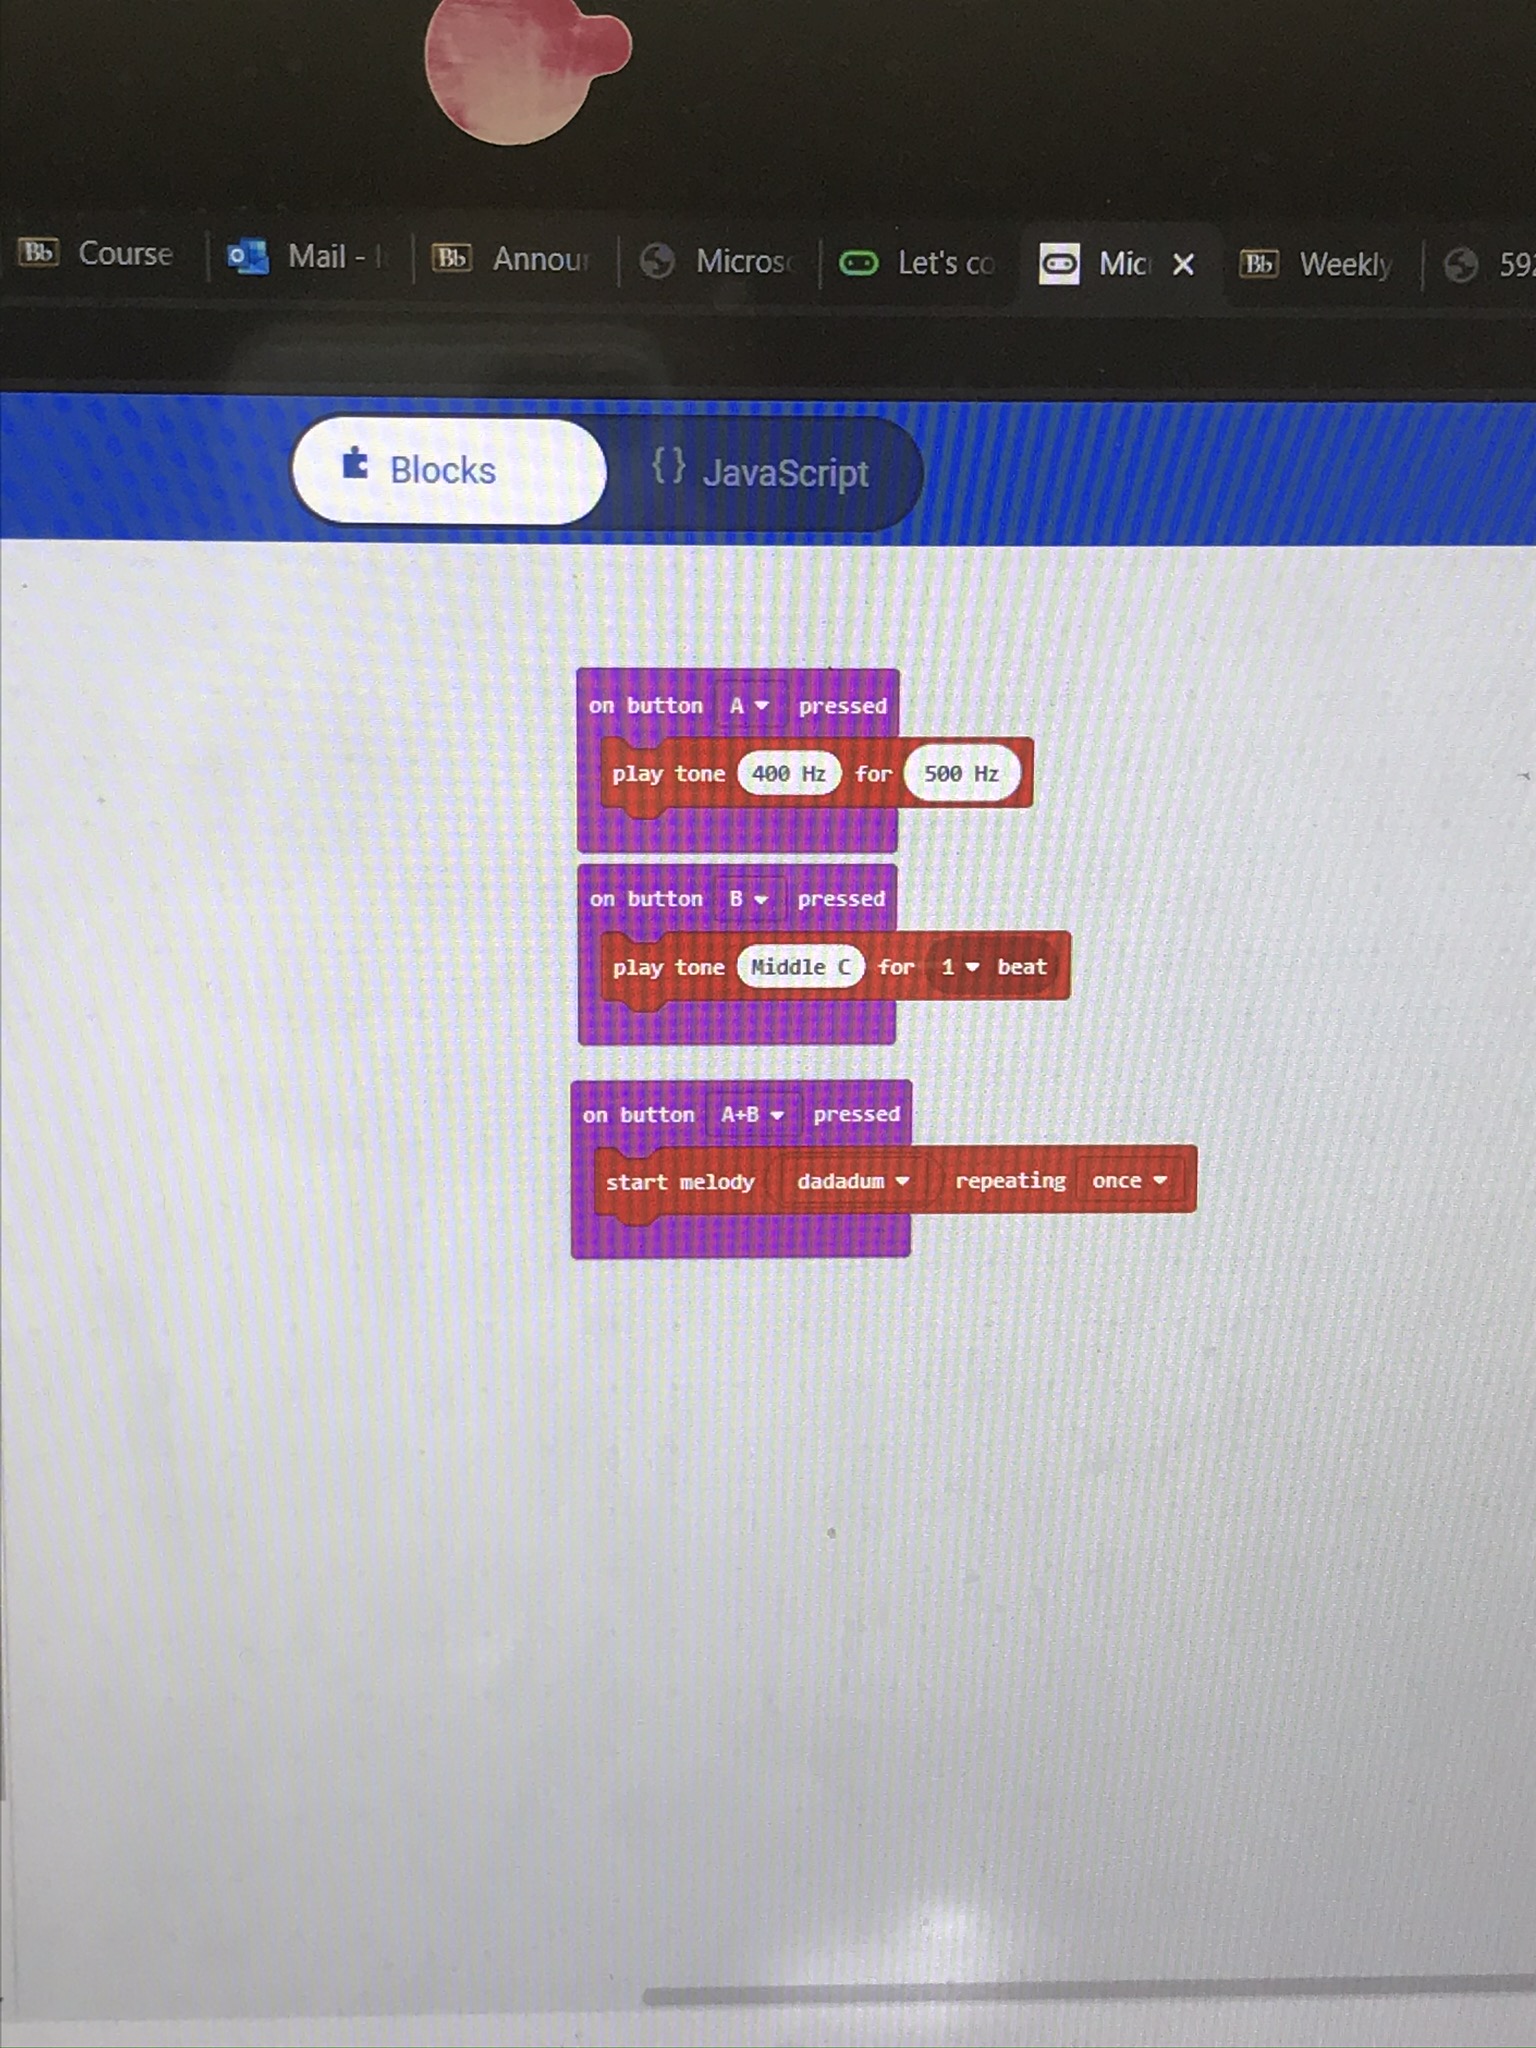 Bb Course
Mail -
Bb Annou
Micros
Let's co
Mic
Bb Weekly
592
Blocks
{} JavaScript
on button A pressed
play tone 400 Hz for 500 Hz
on button B pressed
play tone Middle C for 1 beat
on button A+B pressed
start melody dadadum repeating once